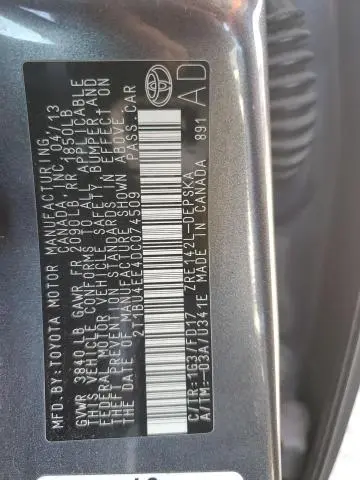 MFD.BY:TOYOTA MOTOR MANUFACTURING
CANADA, INC. 04/13
GVWR 3840LB GAWR FR 2090LB RR 1850LB
THIS VEHICLE CONFORMS TO ALL APPLICABLE
FEDERAL MOTOR VEHICLE SAFETY, BUMPER, AND
THEFT PREVENTION STANDARDS IN EFFECT ON
THE DATE OF MANUFACTURE SHOWN ABOVE.
2T1BU4EE4DC074509 PASS.CAR
ZRE142L-DEPSKA
C/TR:1G3/FD17
A/TM:-03A/U341E MADE IN CANADA 891
AD